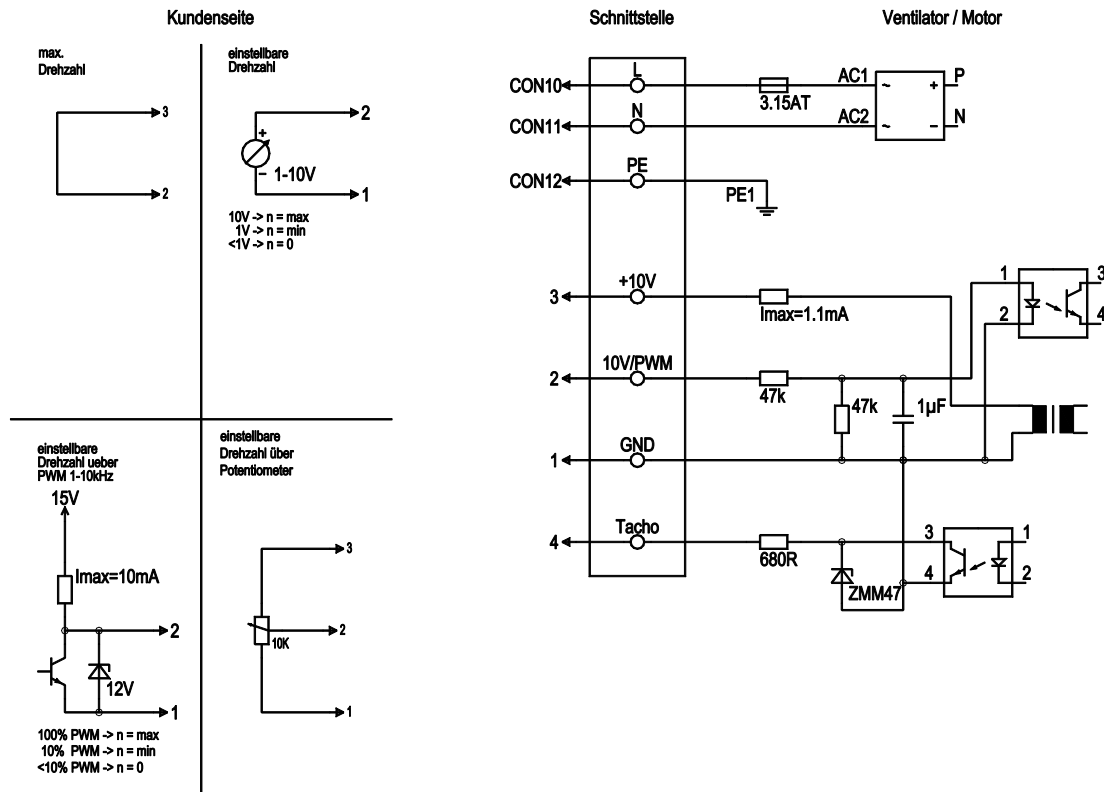 Kundenseite
Schnittstelle
Ventilator / Motor
max.
Drehzahl
3
2
einstellbare
Drehzahl
2
+
–
1-10V
1
10V -> n = max
1V -> n = min
<1V -> n = 0
einstellbare
Drehzahl ueber
PWM 1-10kHz
15V
Imax=10mA
2
12V
1
100% PWM -> n = max
10% PWM -> n = min
<10% PWM -> n = 0
einstellbare
Drehzahl über
Potentiometer
3
2
10K
1
CON10
L
3.15AT
AC1
~
+
P
CON11
N
AC2
~
–
N
CON12
PE
PE1
3
+10V
Imax=1.1mA
1
2
3
4
2
10V/PWM
47k
47k
1µF
1
GND
4
Tacho
680R
ZMM47
3
4
1
2